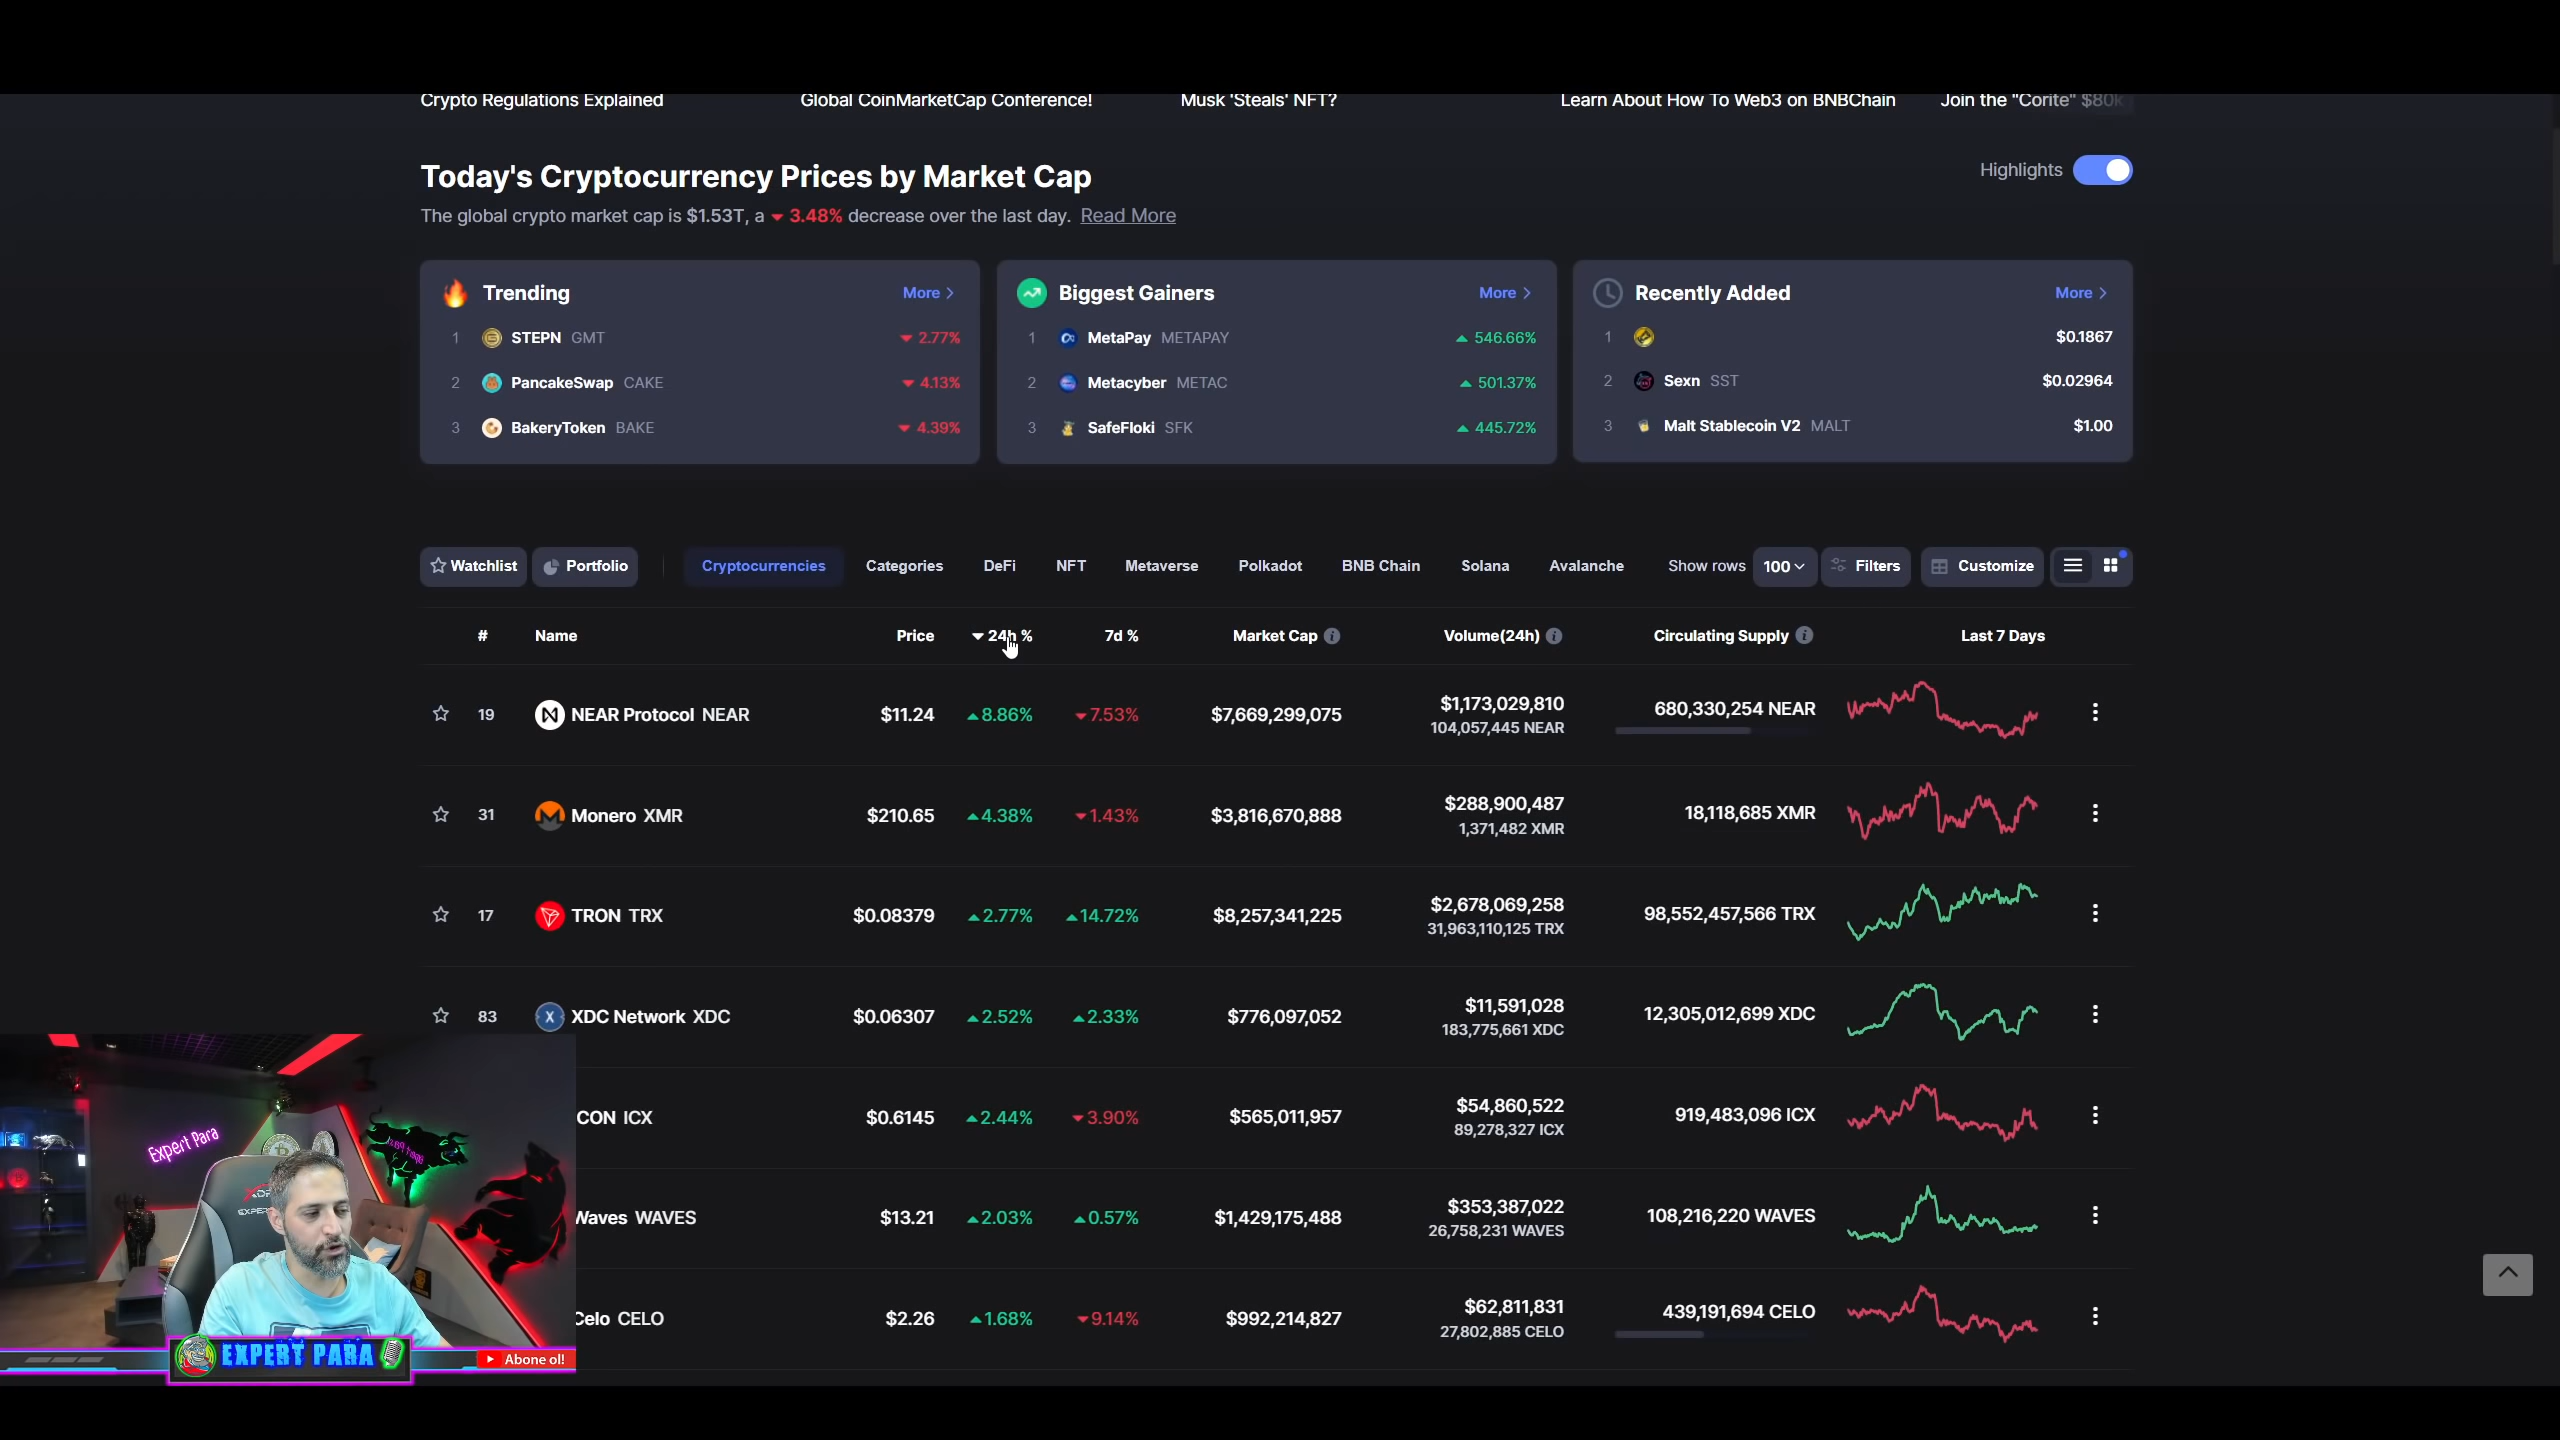 Crypto Regulations Explained Global CoinMarketCap Conference! Musk 'Steals' NFT? Learn About How To Web3 on BNBChain Join the "Corite" $80k
Today's Cryptocurrency Prices by Market Cap
Highlights
The global crypto market cap is $1.53T, a 3.48% decrease over the last day. Read More
Trending More
1 STEPN GMT 2.77%
2 PancakeSwap CAKE 4.13%
3 BakeryToken BAKE 4.39%
Biggest Gainers More
1 MetaPay METAPAY 546.66%
2 Metacyber METAC 501.37%
3 SafeFloki SFK 445.72%
Recently Added More
1 $0.1867
2 Sexn SST $0.02964
3 Malt Stablecoin V2 MALT $1.00
Watchlist Portfolio Cryptocurrencies Categories DeFi NFT Metaverse Polkadot BNB Chain Solana Avalanche Show rows 100 Filters Customize
# Name Price 24h % 7d % Market Cap Volume(24h) Circulating Supply Last 7 Days
19 NEAR Protocol NEAR $11.24 8.86% 7.53% $7,669,299,075 $1,173,029,810 680,330,254 NEAR
104,057,445 NEAR
31 Monero XMR $210.65 4.38% 1.43% $3,816,670,888 $288,900,487 18,118,685 XMR
1,371,482 XMR
17 TRON TRX $0.08379 2.77% 14.72% $8,257,341,225 $2,678,069,258 98,552,457,566 TRX
31,963,110,125 TRX
83 XDC Network XDC $0.06307 2.52% 2.33% $776,097,052 $11,591,028 12,305,012,699 XDC
183,775,661 XDC
CON ICX $0.6145 2.44% 3.90% $565,011,957 $54,860,522 919,483,096 ICX
89,278,327 ICX
Waves WAVES $13.21 2.03% 0.57% $1,429,175,488 $353,387,022 108,216,220 WAVES
26,758,231 WAVES
Celo CELO $2.26 1.68% 9.14% $992,214,827 $62,811,831 439,191,694 CELO
27,802,885 CELO
Expert Para
EXPERT PARA
Abone ol!